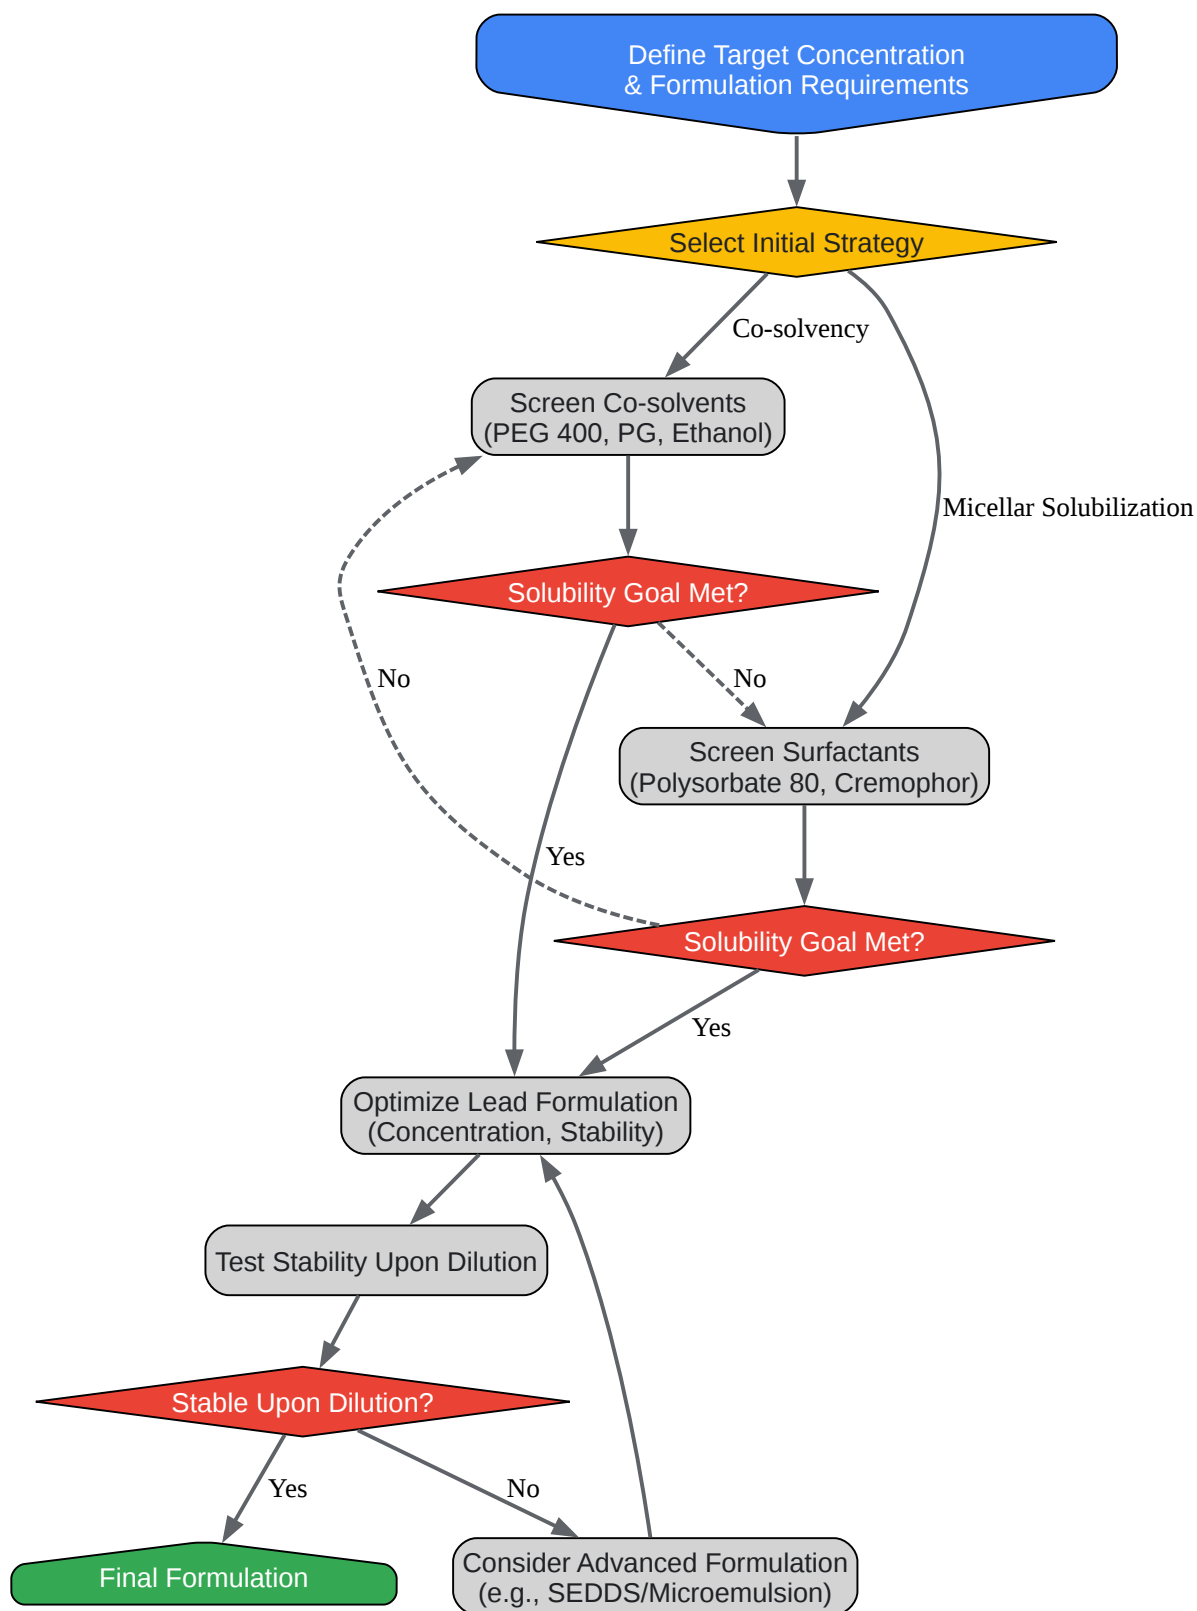 Define Target Concentration
& Formulation Requirements
Select Initial Strategy
Co-solvency
Screen Co-solvents
(PEG 400, PG, Ethanol)
Micellar Solubilization
Solubility Goal Met?
No
No
Screen Surfactants
(Polysorbate 80, Cremophor)
Yes
Solubility Goal Met?
Yes
Optimize Lead Formulation
(Concentration, Stability)
Test Stability Upon Dilution
Stable Upon Dilution?
Yes
No
Final Formulation
Consider Advanced Formulation
(e.g., SEDDS/Microemulsion)